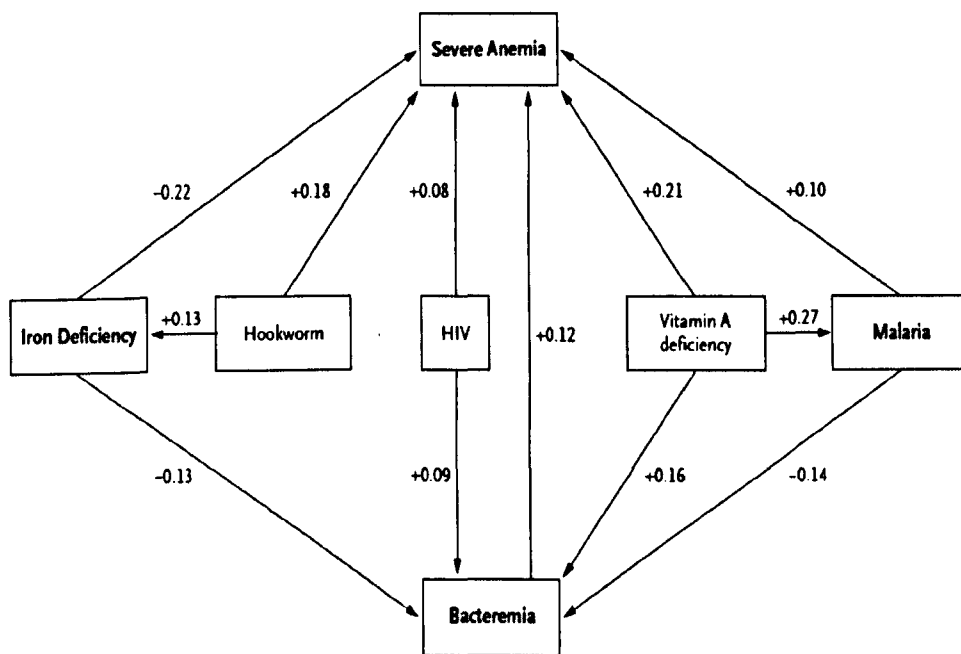 Severe Anemia
−0.22
+0.18
+0.08
+0.21
+0.10
Iron Deficiency
+0.13
Hookworm
HIV
+0.12
Vitamin A
deficiency
+0.27
Malaria
−0.13
+0.09
+0.16
−0.14
Bacteremia